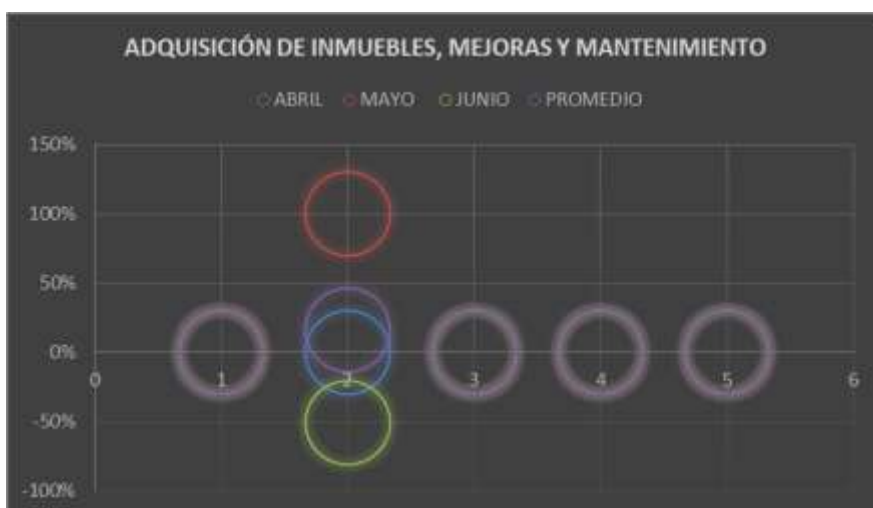 ADQUISICIÓN DE INMUEBLES, MEJORAS Y MANTENIMIENTO
ABRIL MAYO JUNIO PROMEDIO
150%
100%
50%
0%
0 1 2 3 4 5 6
-50%
-100%